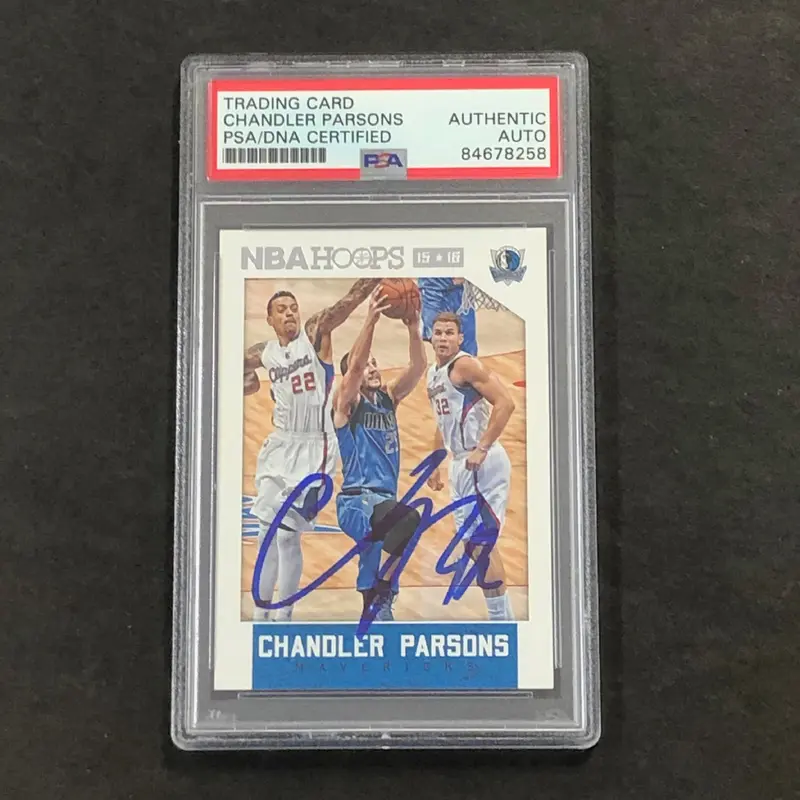 TRADING CARD
CHANDLER PARSONS
PSA/DNA CERTIFIED
AUTHENTIC
AUTO
84678258
PSA
NBA HOOPS 15 ★ 16
Clippers
22
32
CHANDLER PARSONS
MAVERICKS